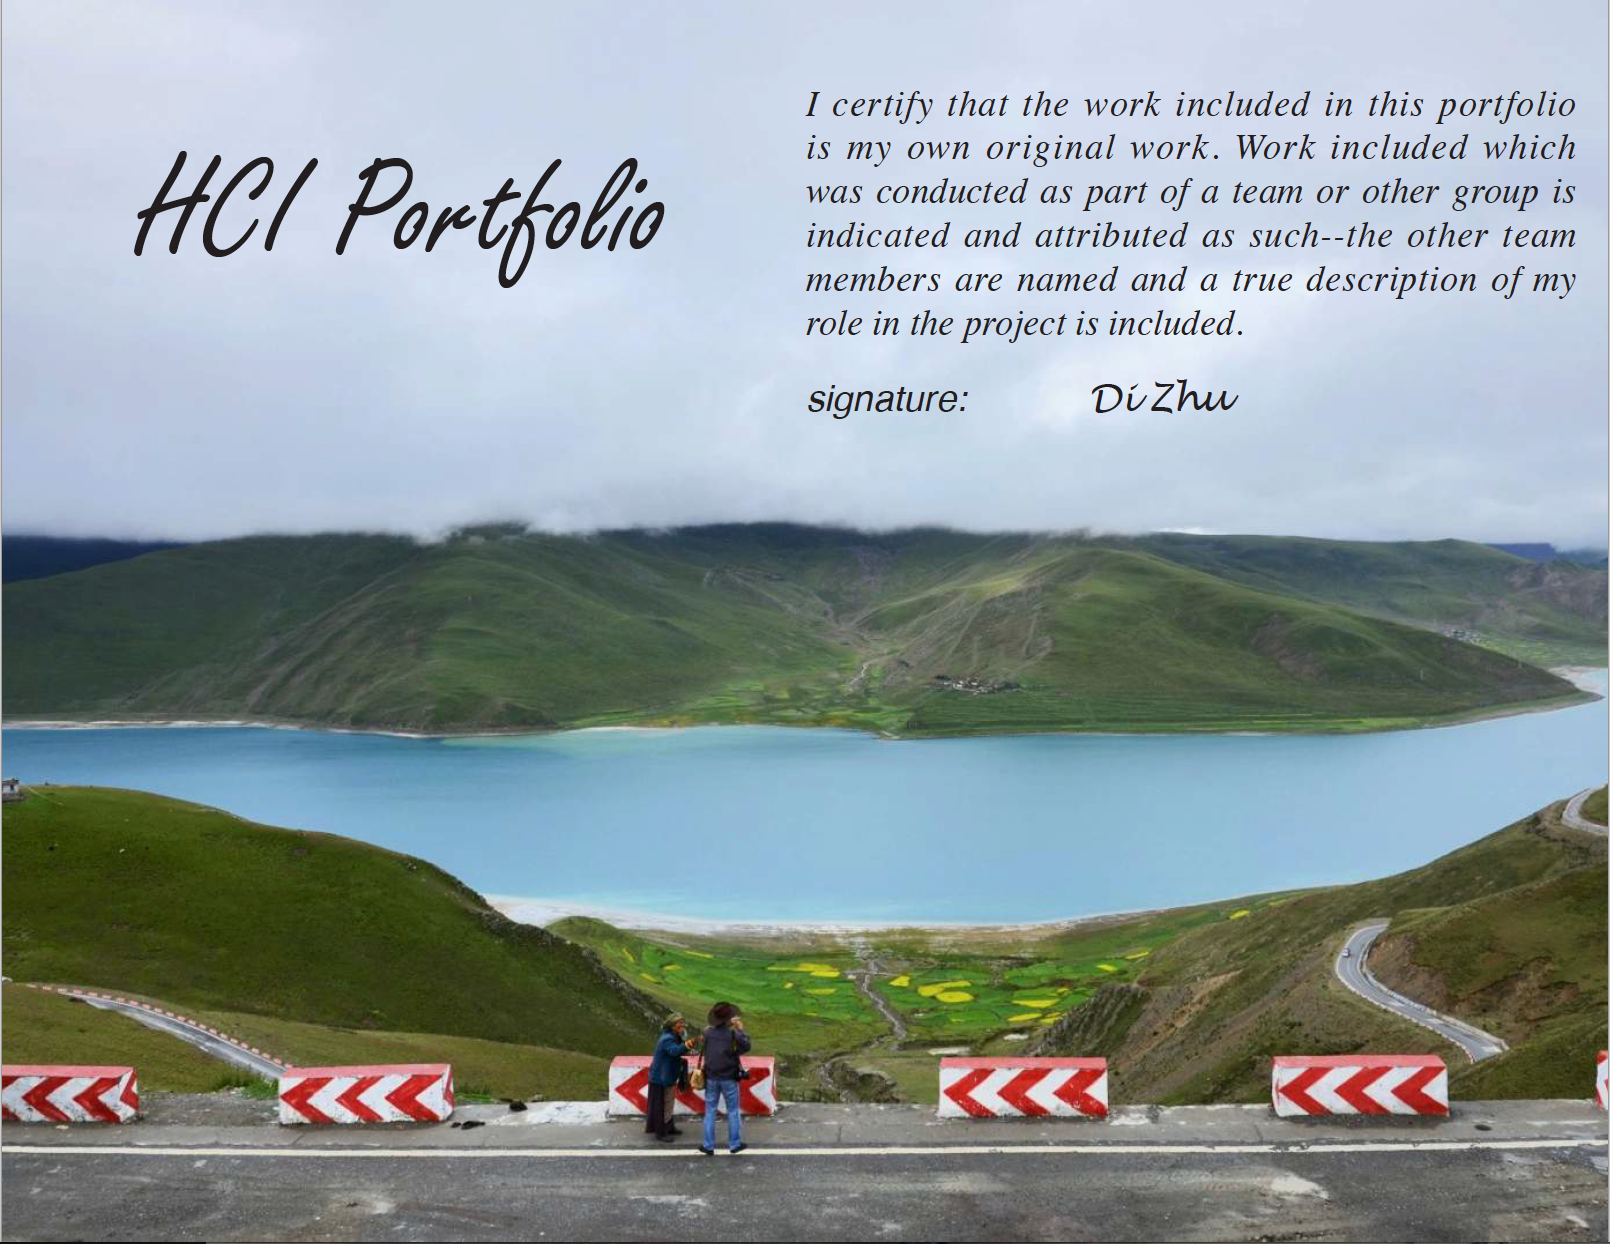 HCI Portfolio
I certify that the work included in this portfolio
is my own original work. Work included which
was conducted as part of a team or other group is
indicated and attributed as such--the other team
members are named and a true description of my
role in the project is included.
signature: Di Zhu